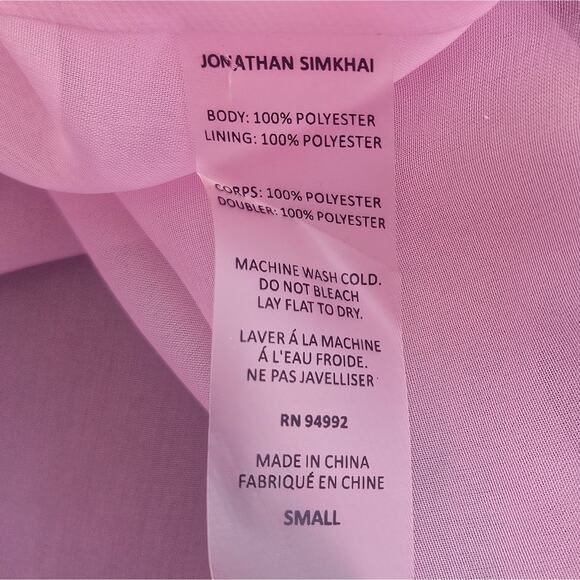 JONATHAN SIMKHAI
BODY: 100% POLYESTER
LINING: 100% POLYESTER
CORPS: 100% POLYESTER
DOUBLER: 100% POLYESTER
MACHINE WASH COLD.
DO NOT BLEACH
LAY FLAT TO DRY.
LAVER Á LA MACHINE
Á L'EAU FROIDE.
NE PAS JAVELLISER
RN 94992
MADE IN CHINA
FABRIQUÉ EN CHINE
SMALL